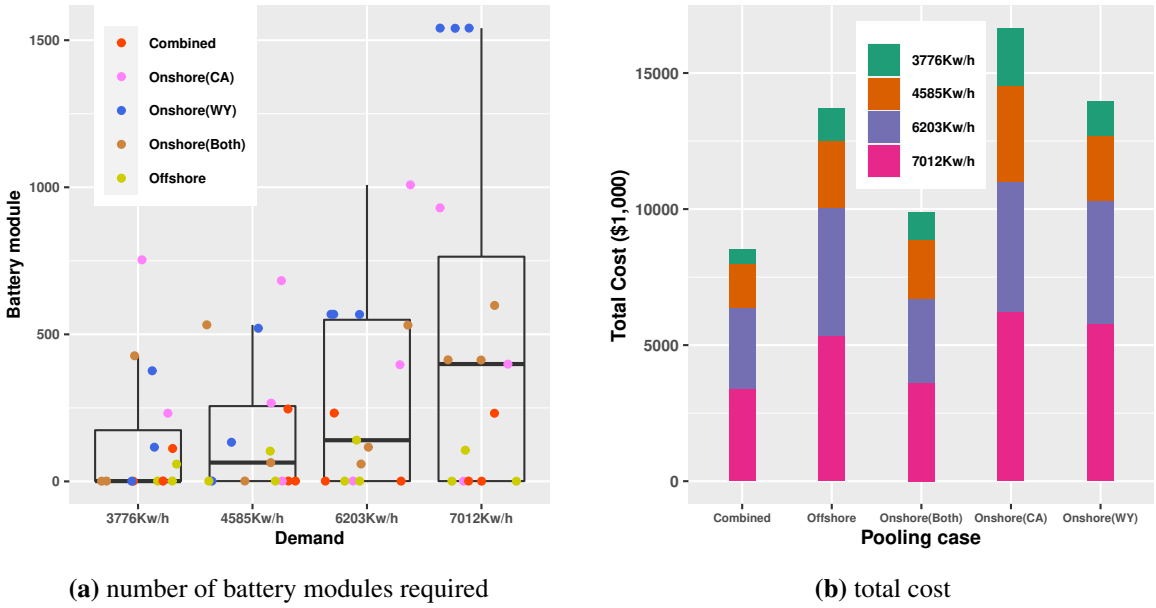 1500
1000
500
0
Battery module
Combined
Onshore(CA)
Onshore(WY)
Onshore(Both)
Offshore
3776Kw/h
4585Kw/h
6203Kw/h
7012Kw/h
Demand
(a) number of battery modules required
15000
10000
5000
0
Total Cost ($1,000)
3776Kw/h
4585Kw/h
6203Kw/h
7012Kw/h
Combined
Offshore
Onshore(Both)
Onshore(CA)
Onshore(WY)
Pooling case
(b) total cost